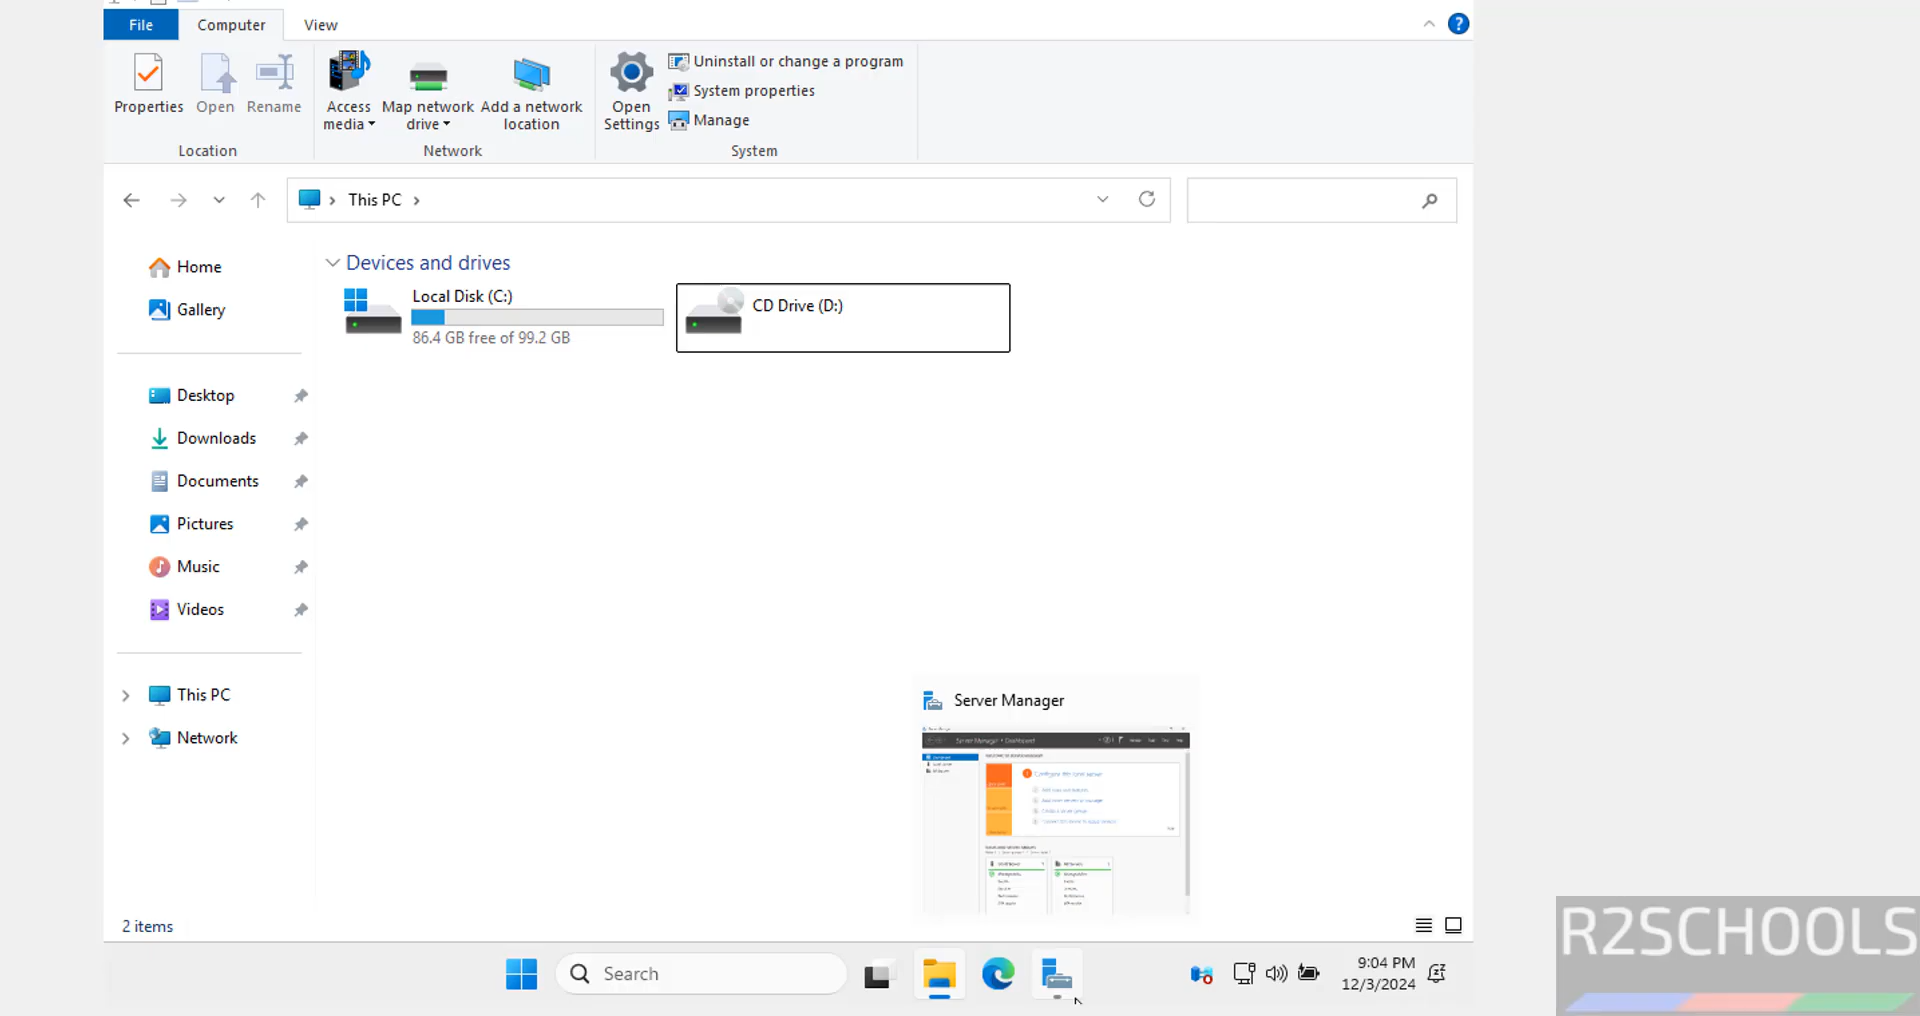 File Computer View
Properties Open Rename Access media Map network drive Add a network location Open Settings Uninstall or change a program
System properties
Manage
Location Network System
This PC
Home
Gallery
Desktop
Downloads
Documents
Pictures
Music
Videos
This PC
Network
Devices and drives
Local Disk (C:)
86.4 GB free of 99.2 GB
CD Drive (D:)
Server Manager
Server Manager • Dashboard
2 items
Search
9:04 PM
12/3/2024
R2SCHOOLS